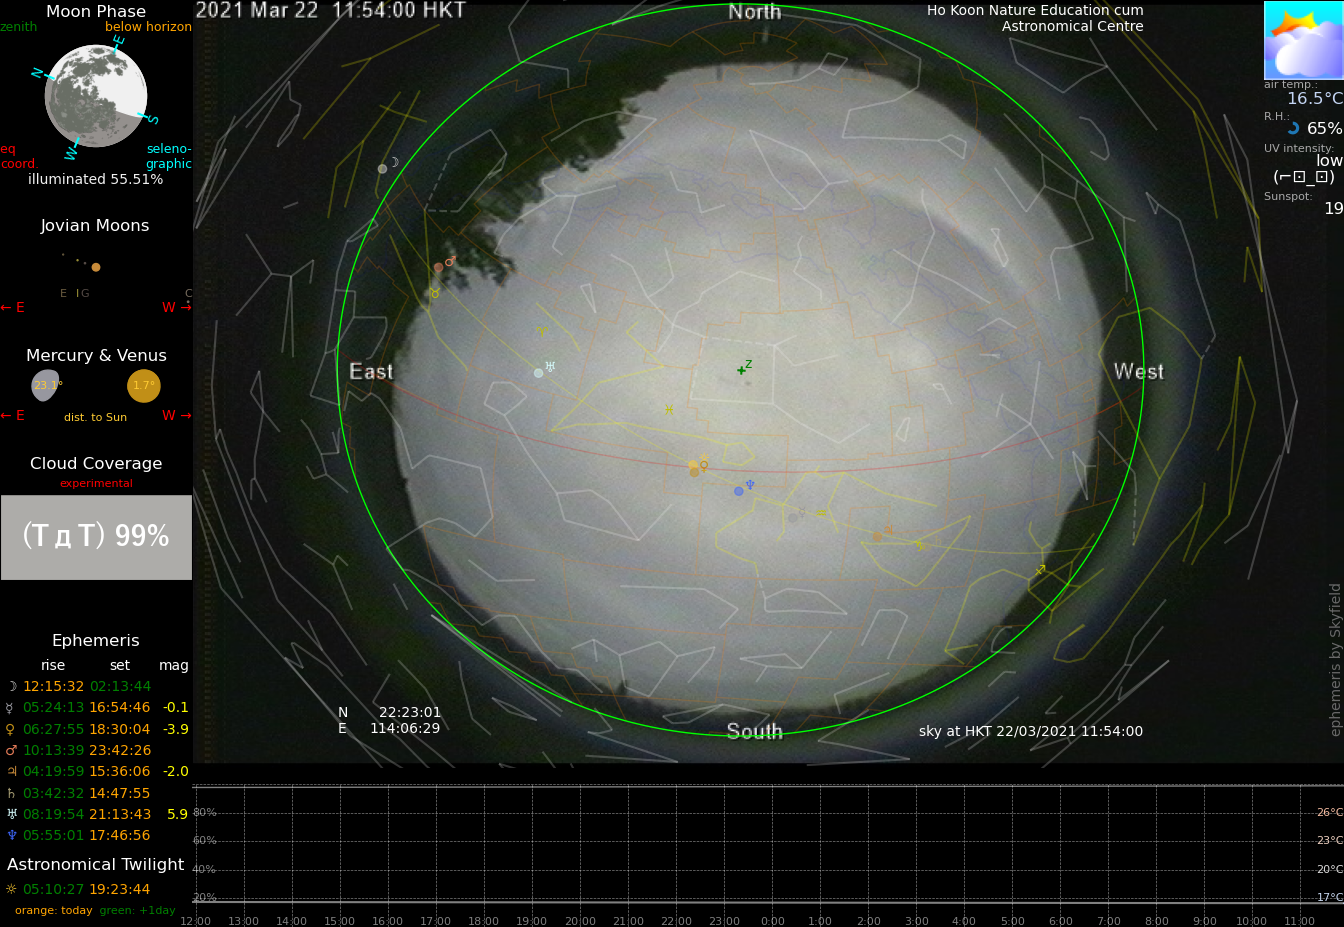 Moon Phase
zenith
below horizon
N
E
S
W
eq
coord.
seleno-
graphic
illuminated 55.51%
Jovian Moons
E I G C
← E
W →
Mercury & Venus
23.1°
1.7°
← E
dist. to Sun
W →
Cloud Coverage
experimental
(T д T) 99%
Ephemeris
rise set mag
☽ 12:15:32 02:13:44
☿ 05:24:13 16:54:46 -0.1
♀ 06:27:55 18:30:04 -3.9
♂ 10:13:39 23:42:26
♃ 04:19:59 15:36:06 -2.0
♄ 03:42:32 14:47:55
♅ 08:19:54 21:13:43 5.9
♆ 05:55:01 17:46:56
Astronomical Twilight
☼ 05:10:27 19:23:44
orange: today green: +1day
2021 Mar 22 11:54:00 HKT
North
Ho Koon Nature Education cum
Astronomical Centre
East
West
Z
South
N 22:23:01
E 114:06:29
sky at HKT 22/03/2021 11:54:00
air temp.:
16.5°C
R.H.:
65%
UV intensity:
low
(⌐⊡_⊡)
Sunspot:
19
ephemeris by Skyfield
80%
60%
40%
20%
26°C
23°C
20°C
17°C
12:00 13:00 14:00 15:00 16:00 17:00 18:00 19:00 20:00 21:00 22:00 23:00 0:00 1:00 2:00 3:00 4:00 5:00 6:00 7:00 8:00 9:00 10:00 11:00